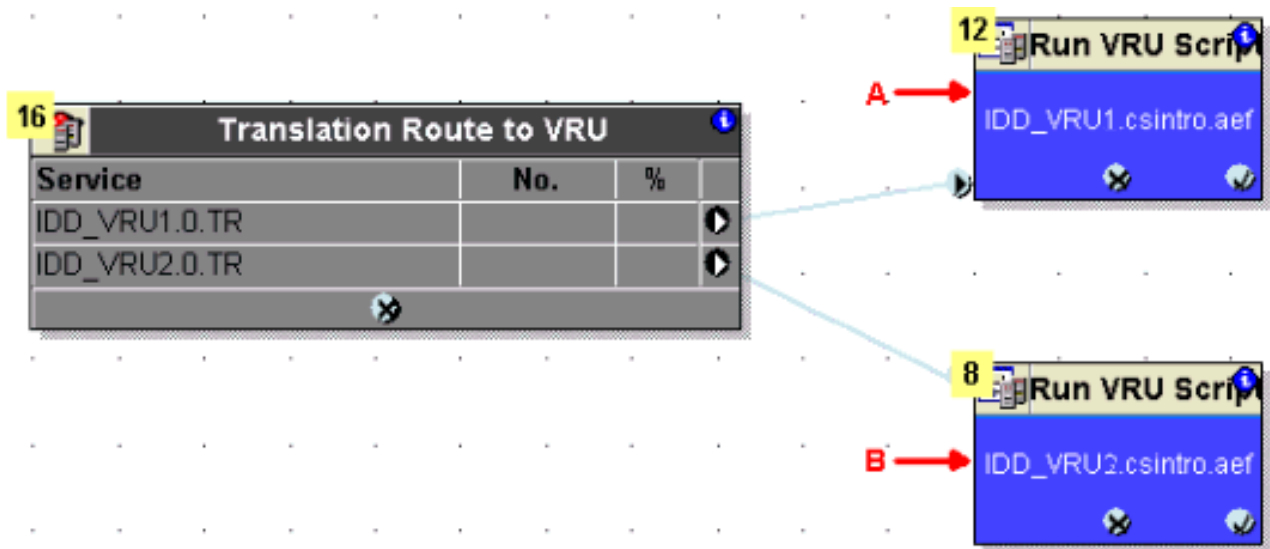 12
Run VRU Scrip
A
IDD_VRU1.csintro.aef
16
Translation Route to VRU
Service No. %
IDD_VRU1.0.TR
IDD_VRU2.0.TR
8
Run VRU Scrip
B
IDD_VRU2.csintro.aef